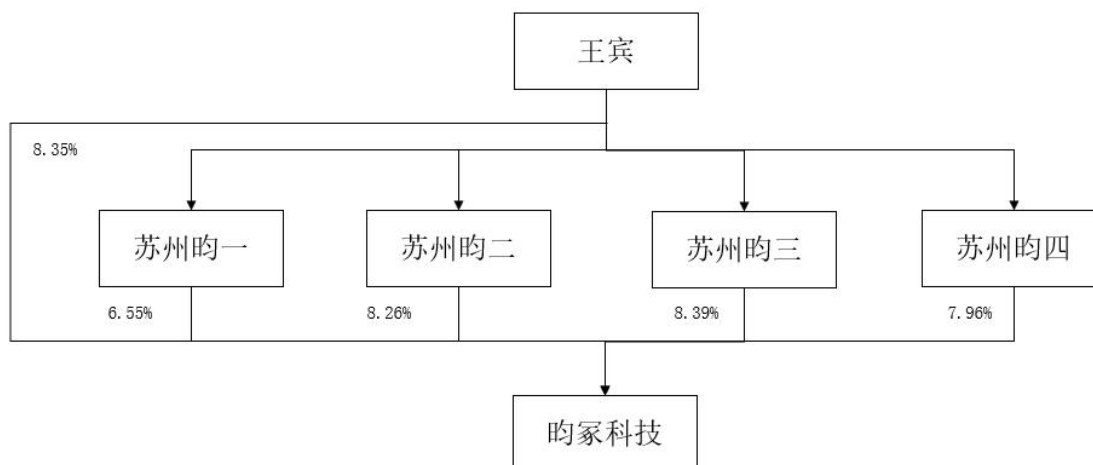 王宾
8.35%
苏州昀一
苏州昀二
苏州昀三
苏州昀四
6.55%
8.26%
8.39%
7.96%
昀冢科技